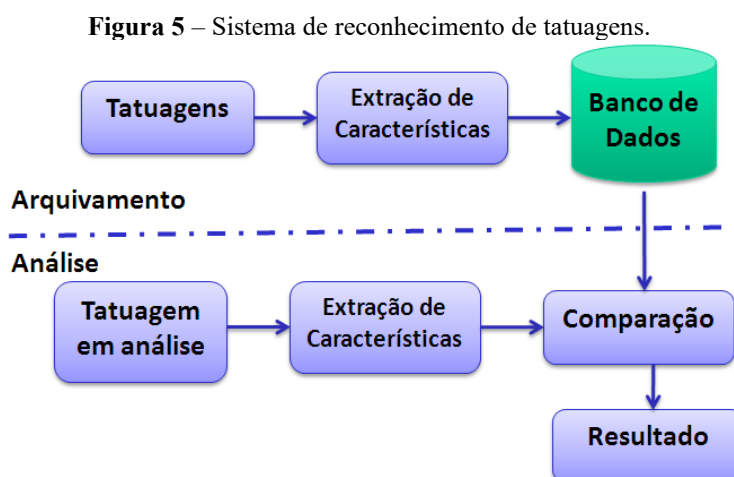 Figura 5 – Sistema de reconhecimento de tatuagens.
Tatuagens
Extração de
Características
Banco de
Dados
Arquivamento
Análise
Tatuagem
em análise
Extração de
Características
Comparação
Resultado